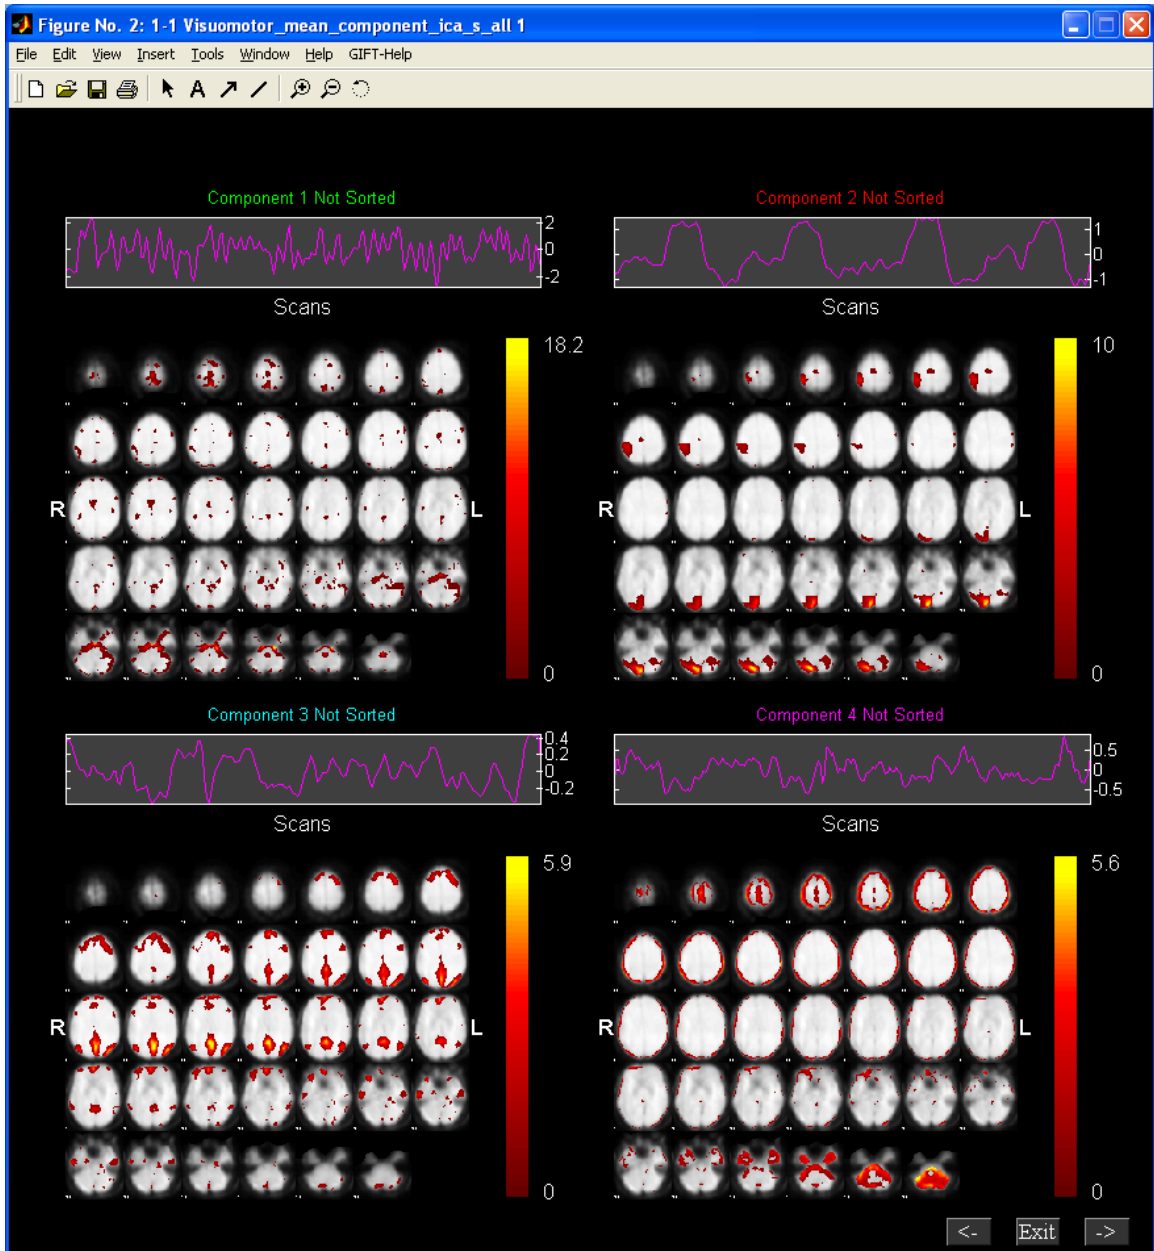 Figure No. 2: 1-1 Visuomotor_mean_component_ica_s_all 1
File Edit View Insert Tools Window Help GIFT-Help
A
Component 1 Not Sorted
2
0
-2
Scans
18.2
0
R
L
Component 2 Not Sorted
1
0
-1
Scans
10
0
R
L
Component 3 Not Sorted
0.4
0.2
0
-0.2
Scans
5.9
0
R
L
Component 4 Not Sorted
0.5
0
-0.5
Scans
5.6
0
R
L
<- Exit ->